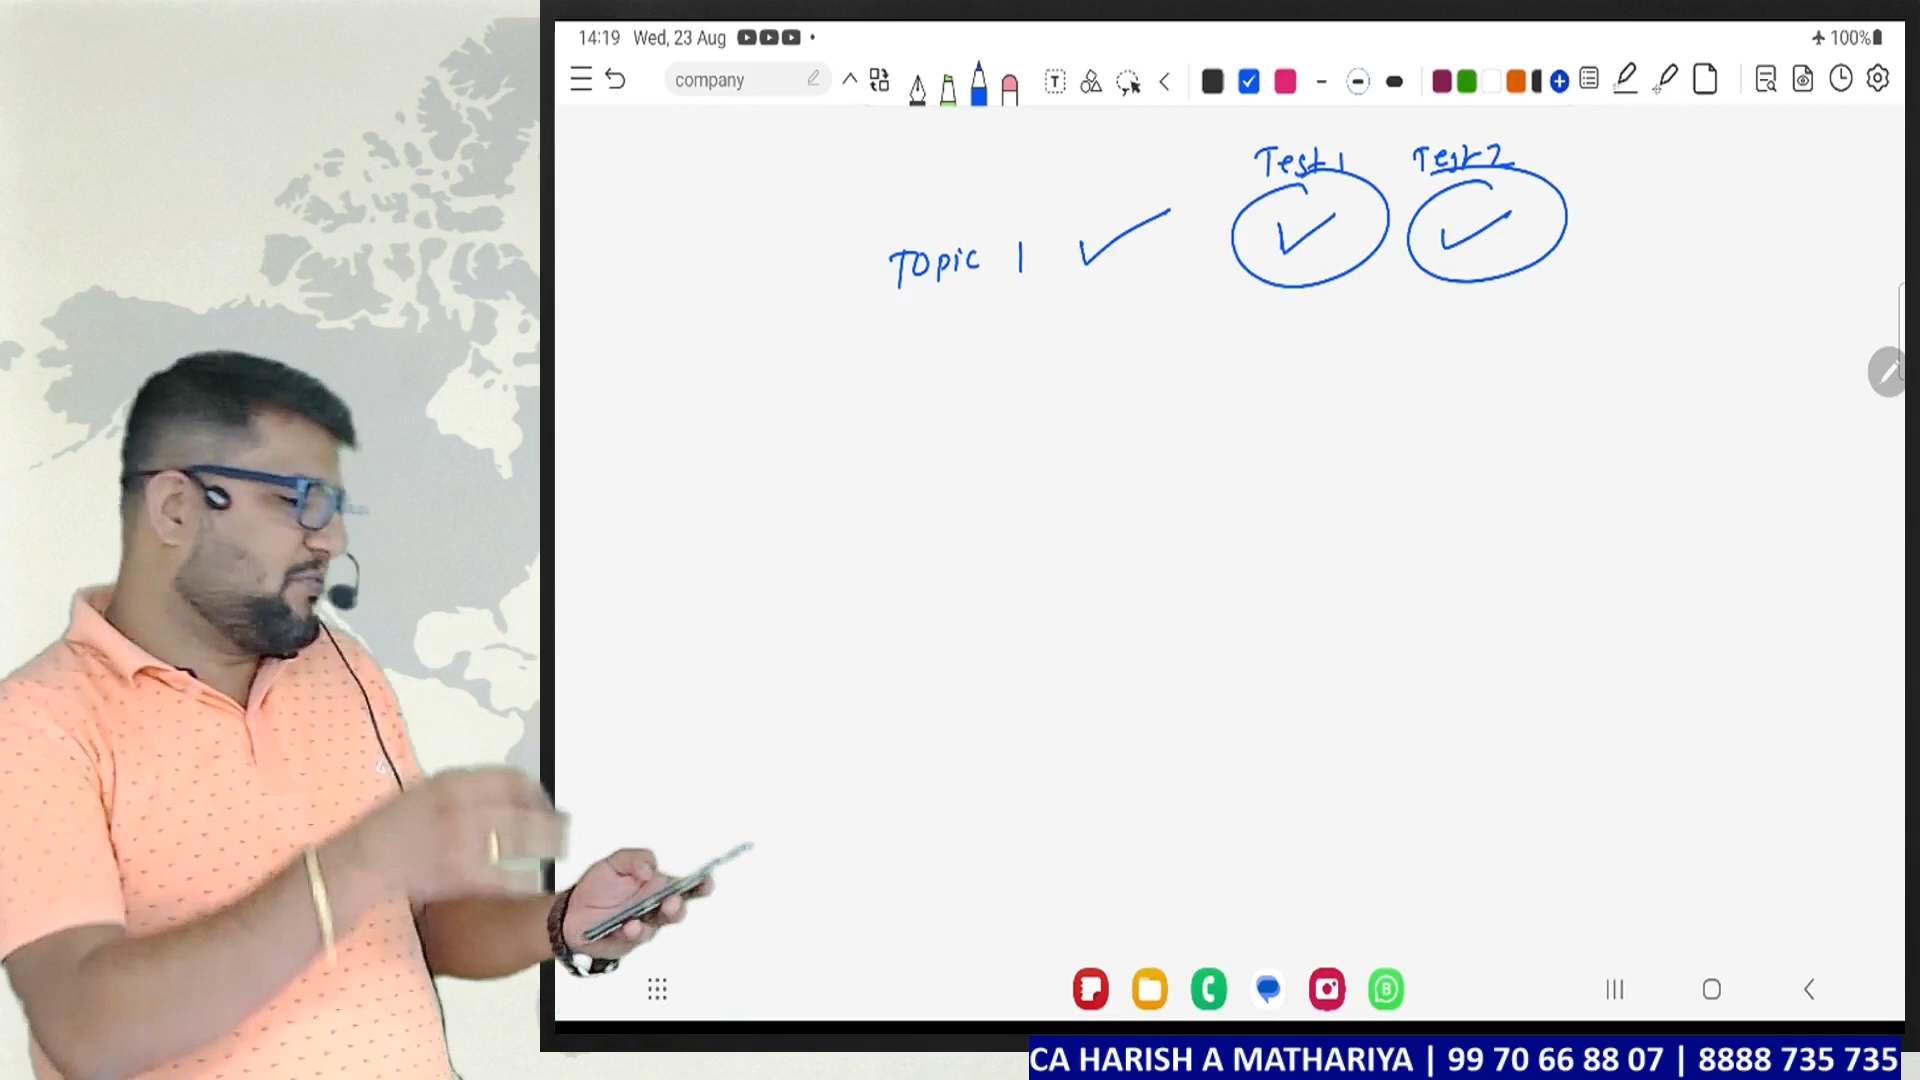 14:19 Wed, 23 Aug
100%
company
T
Test 1 Test 2
Topic 1
B
CA HARISH A MATHARIYA | 99 70 66 88 07 | 8888 735 735